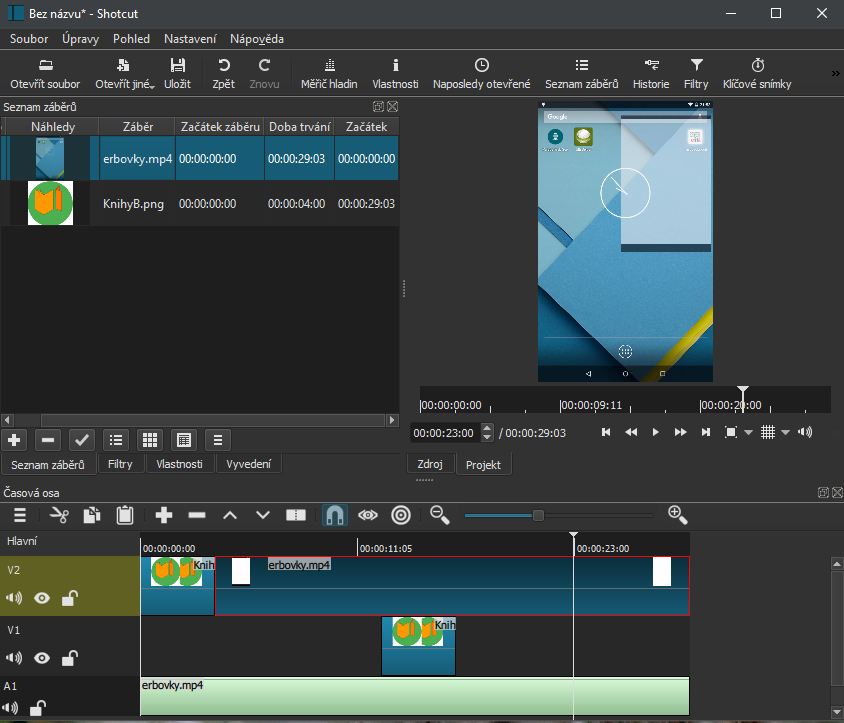 Bez názvu* - Shotcut
Soubor Úpravy Pohled Nastavení Nápověda
Otevřít soubor Otevřít jiné Uložit Zpět Znovu Měřič hladin Vlastnosti Naposledy otevřené Seznam záběrů Historie Filtry Klíčové snímky
Seznam záběrů
Náhledy Záběr Začátek záběru Doba trvání Začátek
erbovky.mp4 00:00:00:00 00:00:29:03 00:00:00:00
KnihyB.png 00:00:00:00 00:00:04:00 00:00:29:03
Google
00:00:00:00 00:00:09:11 00:00:20:00
00:00:23:00 / 00:00:29:03
Seznam záběrů Filtry Vlastnosti Vyvedení
Zdroj Projekt
Časová osa
Hlavní
00:00:00:00 00:00:11:05 00:00:23:00
V2
Knih erbovky.mp4
V1
Knih
A1
erbovky.mp4